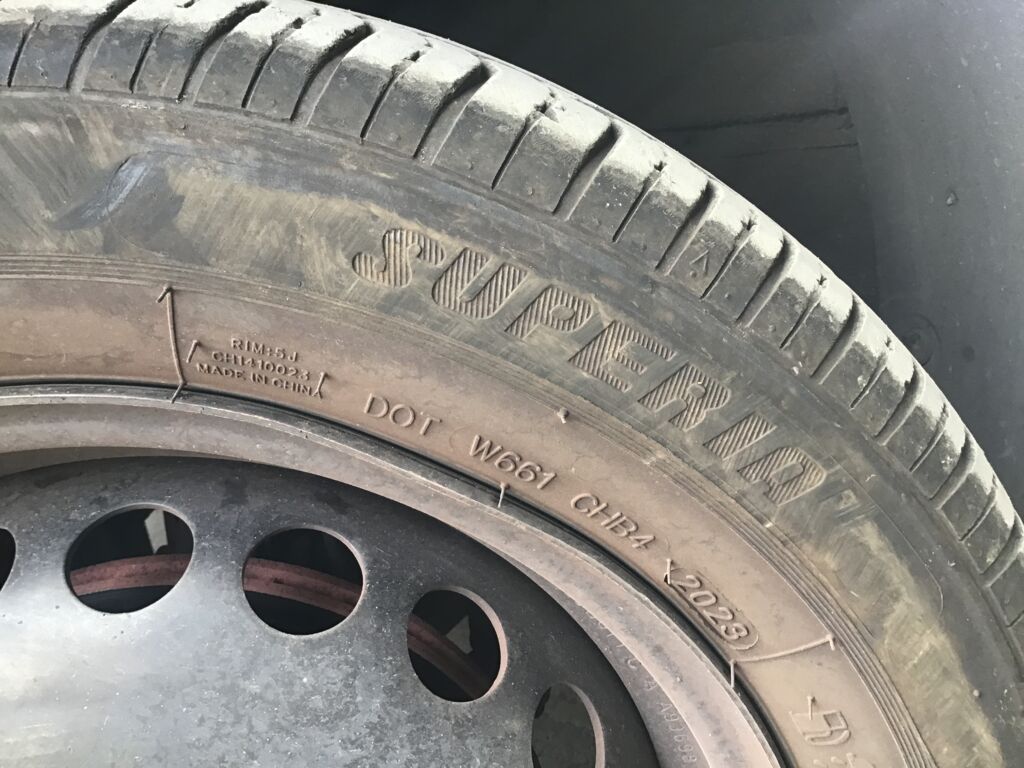 SUPERIA
RIM:5J
CH1410023
MADE IN CHINA
DOT W661 CHB4 2023